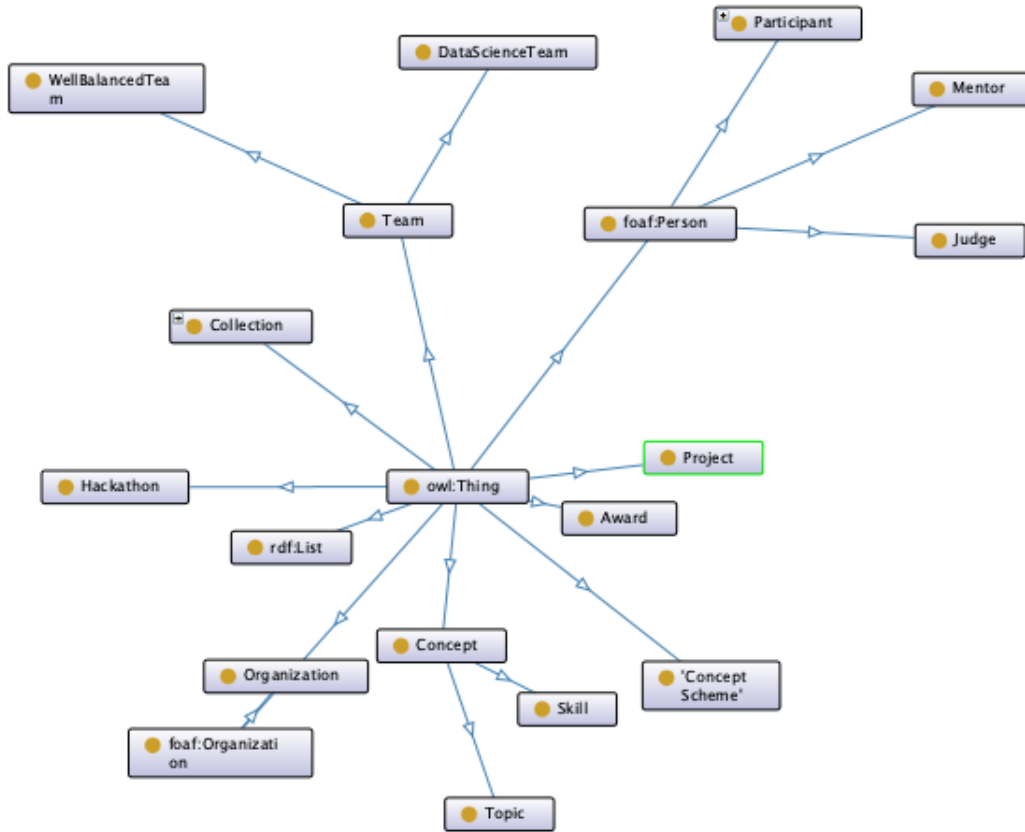 Participant
DataScienceTeam
WellBalancedTea
m
Mentor
Team
foaf:Person
Judge
Collection
Project
Hackathon
owl:Thing
Award
rdf:List
Concept
Organization
"Concept
Scheme"
Skill
foaf:Organizati
on
Topic